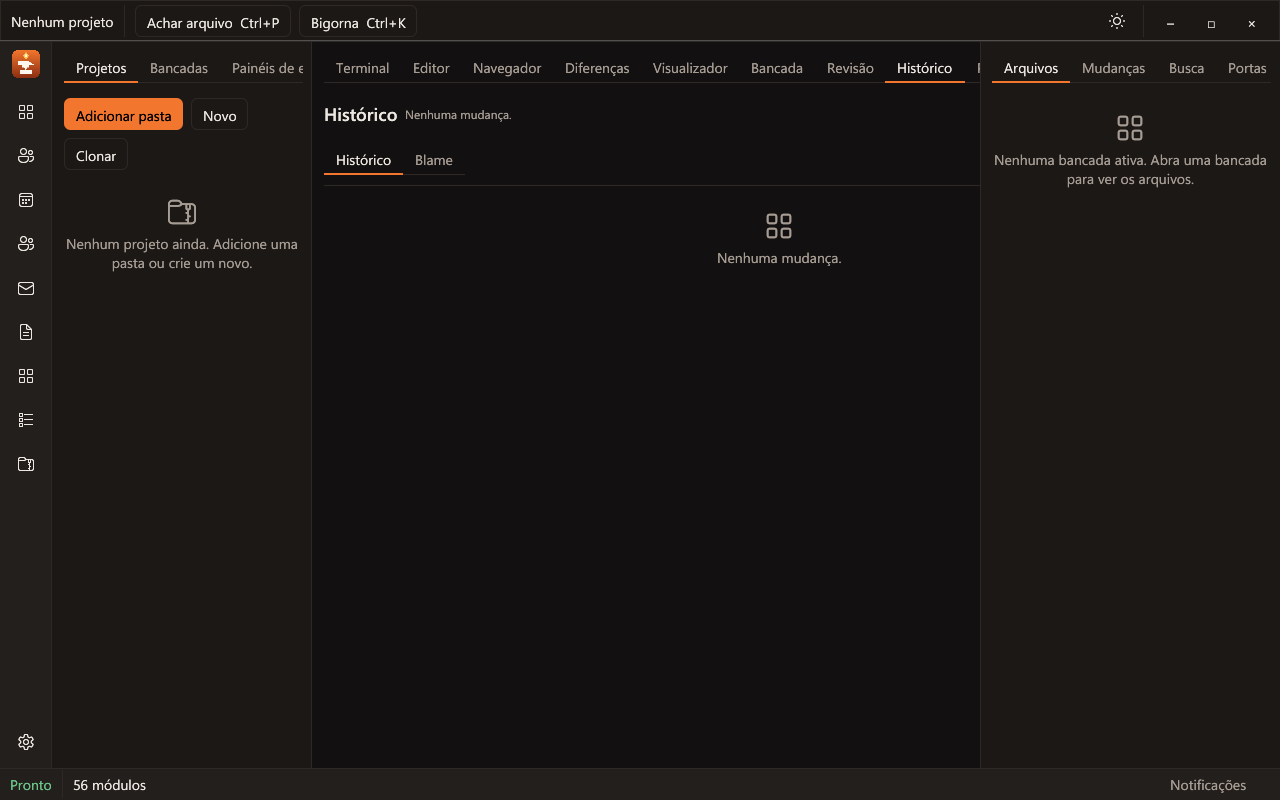 Nenhum projeto
Achar arquivo Ctrl+P
Bigorna Ctrl+K
Projetos Bancadas Painéis de e
Terminal Editor Navegador Diferenças Visualizador Bancada Revisão Histórico
Arquivos Mudanças Busca Portas
Adicionar pasta Novo
Clonar
Nenhum projeto ainda. Adicione uma
pasta ou crie um novo.
Histórico Nenhuma mudança.
Histórico Blame
Nenhuma mudança.
Nenhuma bancada ativa. Abra uma bancada
para ver os arquivos.
Pronto 56 módulos
Notificações